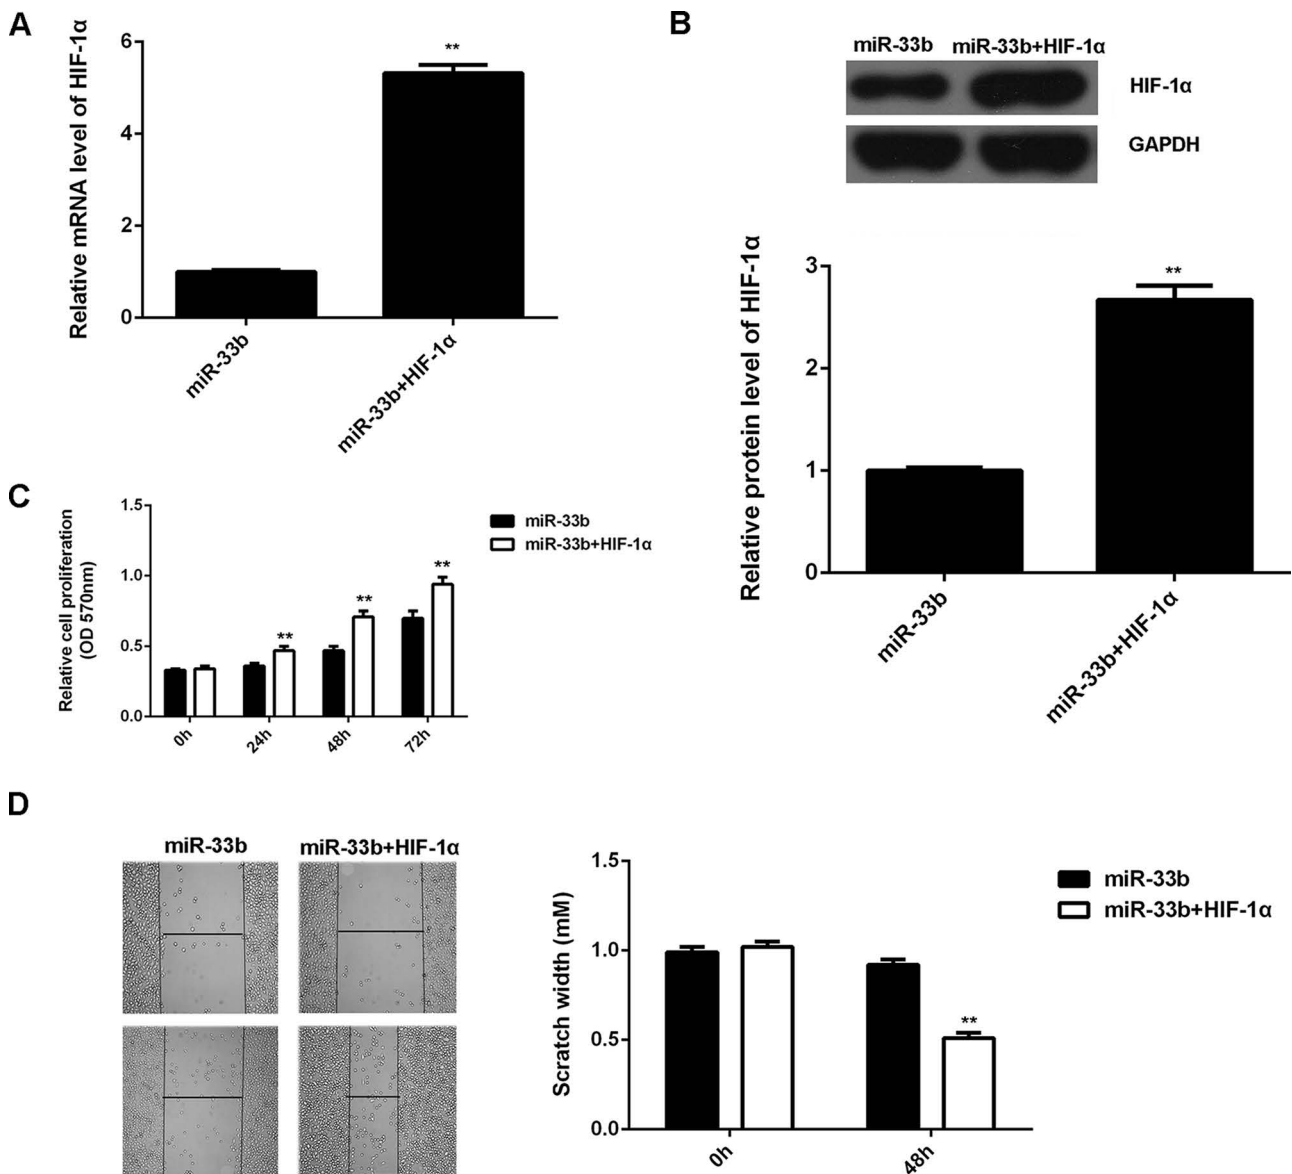 A
Relative mRNA level of HIF-1α
6
4
2
0
**
miR-33b
miR-33b+HIF-1α
B
miR-33b
miR-33b+HIF-1α
HIF-1α
GAPDH
Relative protein level of HIF-1α
3
2
1
0
**
miR-33b
miR-33b+HIF-1α
C
Relative cell proliferation
(OD 570nm)
1.5
1.0
0.5
0.0
**
**
**
0h
24h
48h
72h
miR-33b
miR-33b+HIF-1α
D
miR-33b
miR-33b+HIF-1α
Scratch width (mM)
1.5
1.0
0.5
0.0
**
0h
48h
miR-33b
miR-33b+HIF-1α